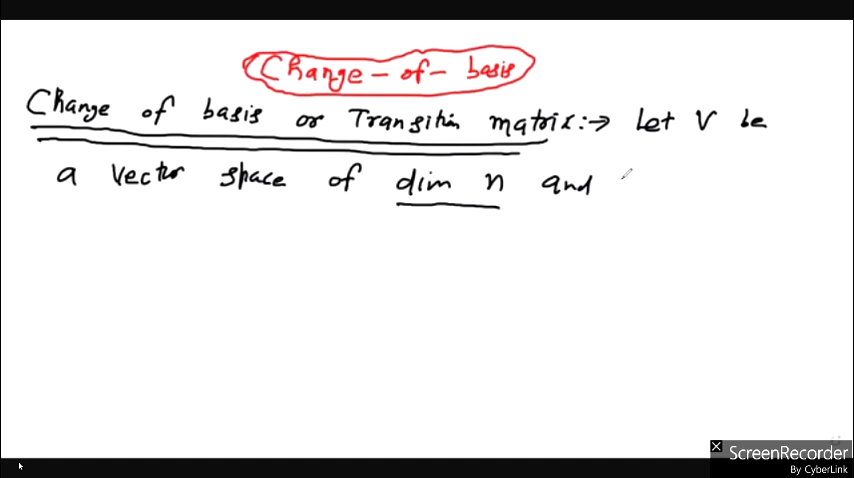 Change-of-basis
Change of basis or Transition matrix:→ Let V be
a vector space of dim n and
ScreenRecorder
By CyberLink